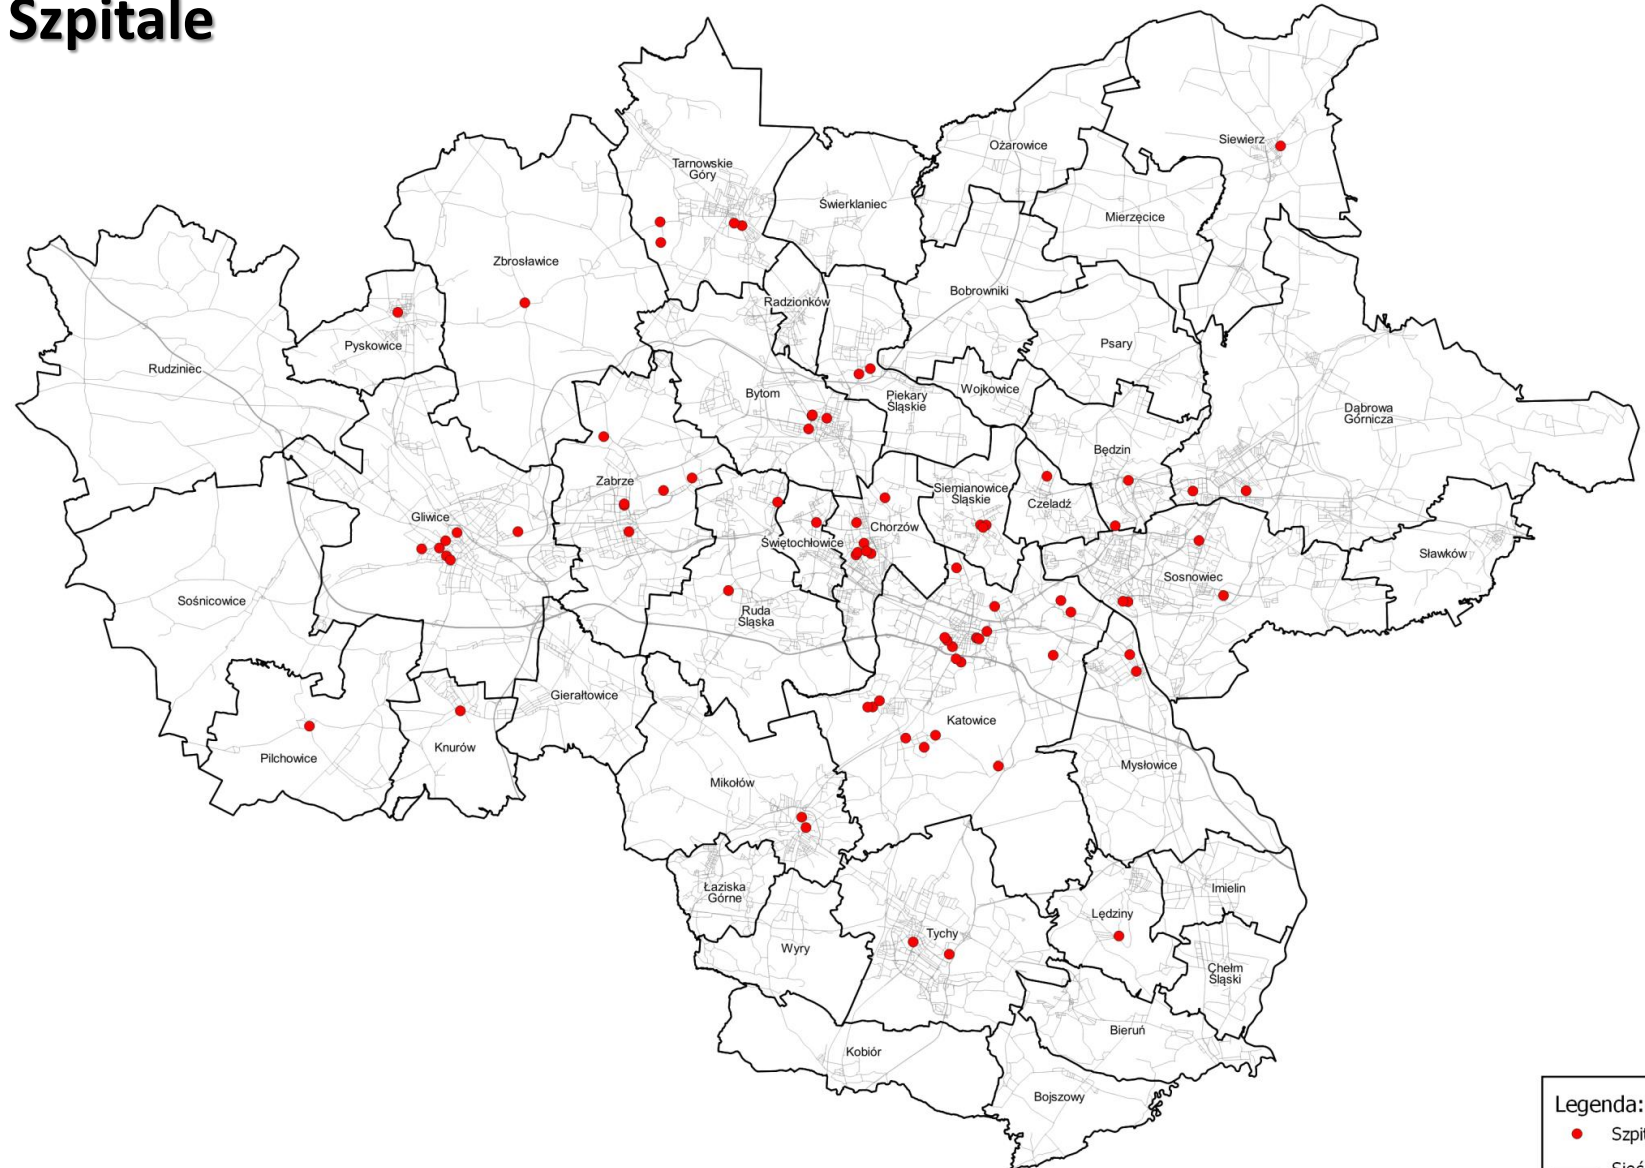 Szpitale
Siewierz
Ożarowice
Tarnowskie
Góry
Świerklaniec
Mierzęcice
Zbrosławice
Bobrowniki
Radzionków
Pyskowice
Psary
Rudziniec
Wojkowice
Bytom
Piekary
Śląskie
Dąbrowa
Górnicza
Będzin
Zabrze
Siemianowice
Śląskie
Czeladź
Gliwice
Chorzów
Świętochłowice
Sławków
Sosnowiec
Sośnicowice
Ruda
Śląska
Gierałtowice
Katowice
Knurów
Pilchowice
Mysłowice
Mikołów
Łaziska
Górne
Imielin
Lędziny
Tychy
Wyry
Chełm
Śląski
Bieruń
Kobiór
Bojszowy
Legenda: